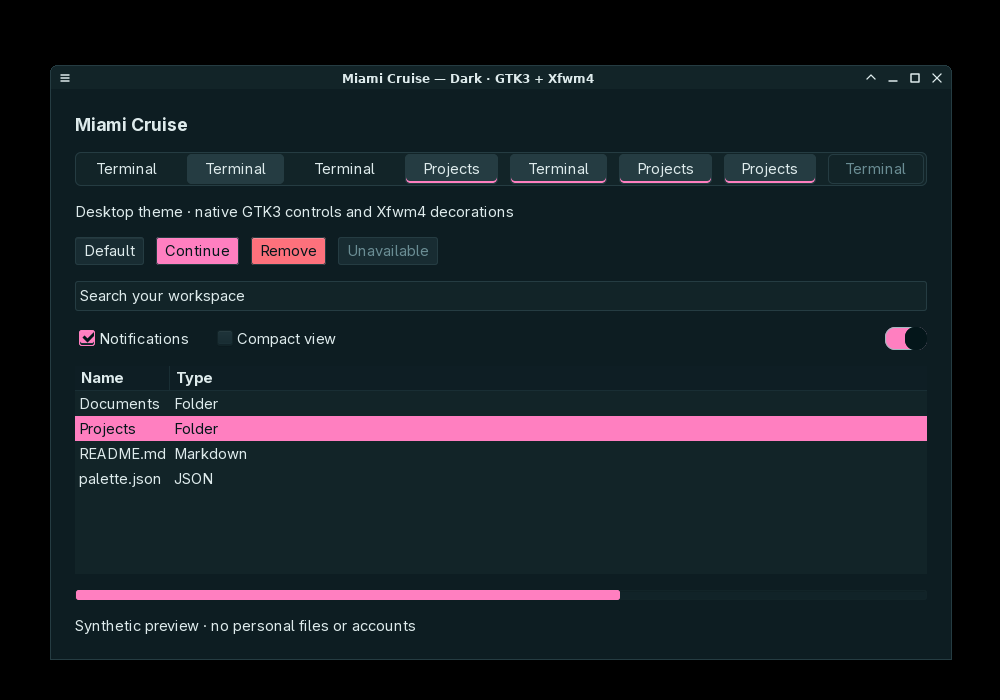 Miami Cruise — Dark · GTK3 + Xfwm4
Miami Cruise
Terminal Terminal Terminal Projects Terminal Projects Projects Terminal
Desktop theme · native GTK3 controls and Xfwm4 decorations
Default Continue Remove Unavailable
Search your workspace
Notifications Compact view
Name Type
Documents Folder
Projects Folder
README.md Markdown
palette.json JSON
Synthetic preview · no personal files or accounts